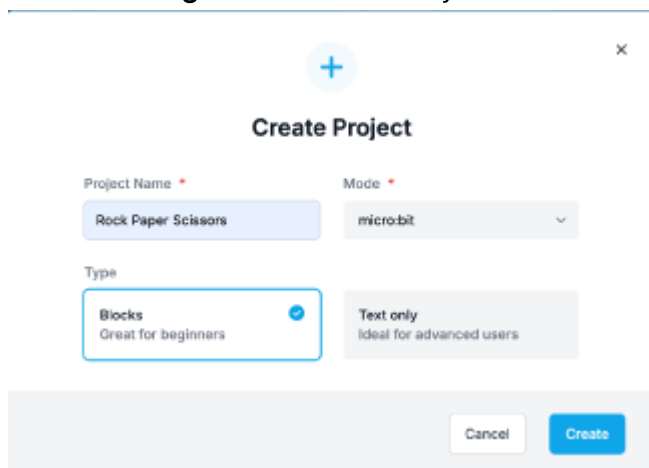 ×
Create Project
Project Name * Mode *
Rock Paper Scissors micro:bit
Type
Blocks Text only
Great for beginners Ideal for advanced users
Cancel Create